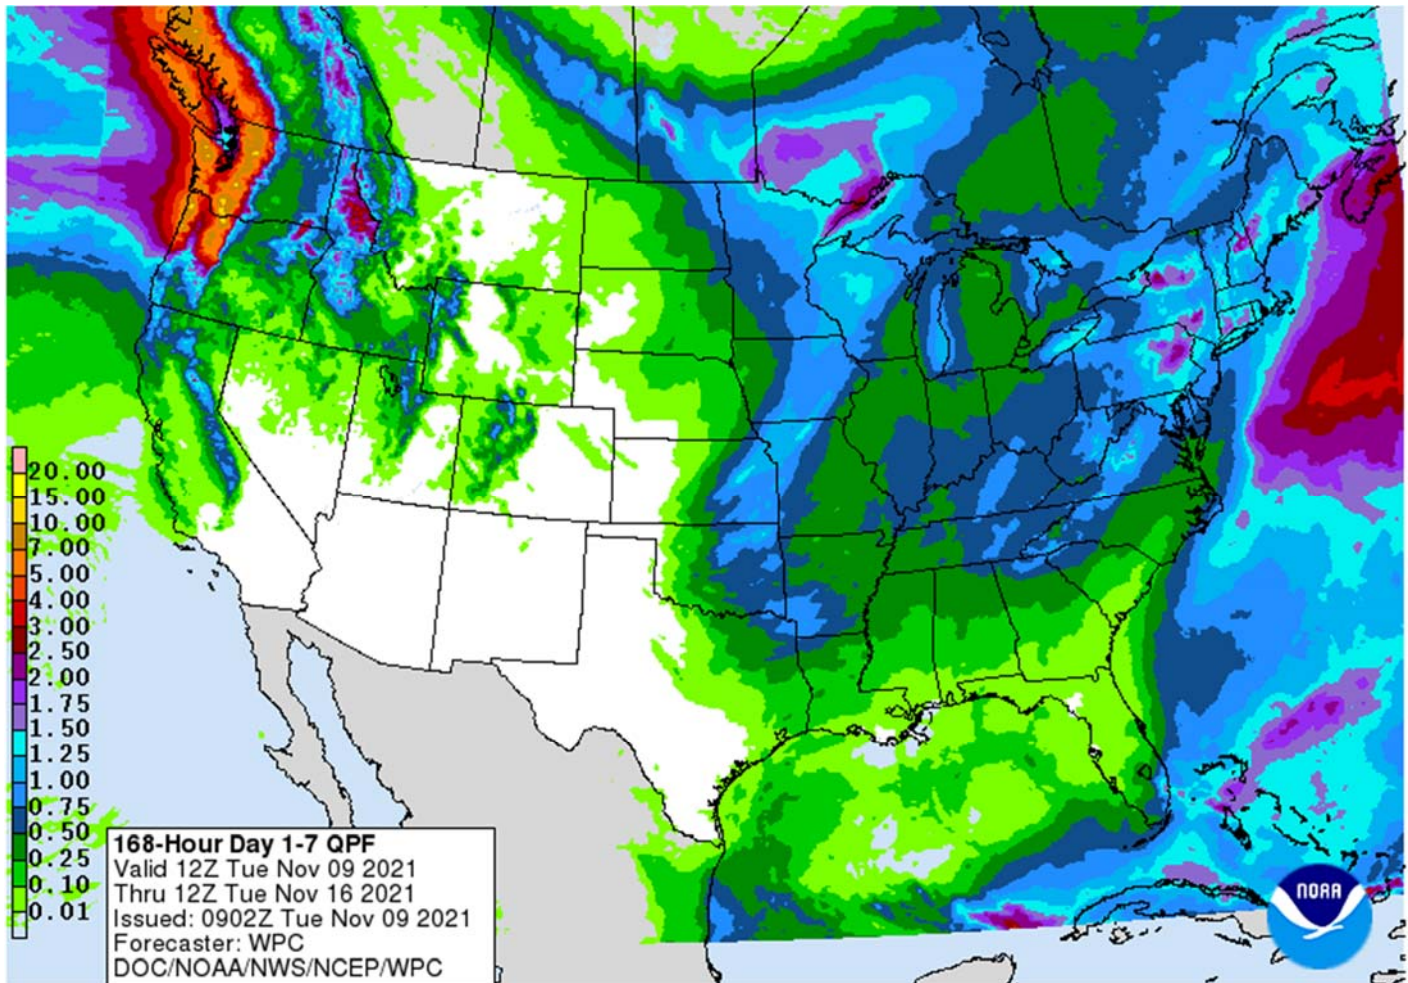 20.00
15.00
10.00
7.00
5.00
4.00
3.00
2.50
2.00
1.75
1.50
1.25
1.00
0.75
0.50
0.25
0.10
0.01
168-Hour Day 1-7 QPF
Valid 12Z Tue Nov 09 2021
Thru 12Z Tue Nov 16 2021
Issued: 0902Z Tue Nov 09 2021
Forecaster: WPC
DOC/NOAA/NWS/NCEP/WPC
NOAA